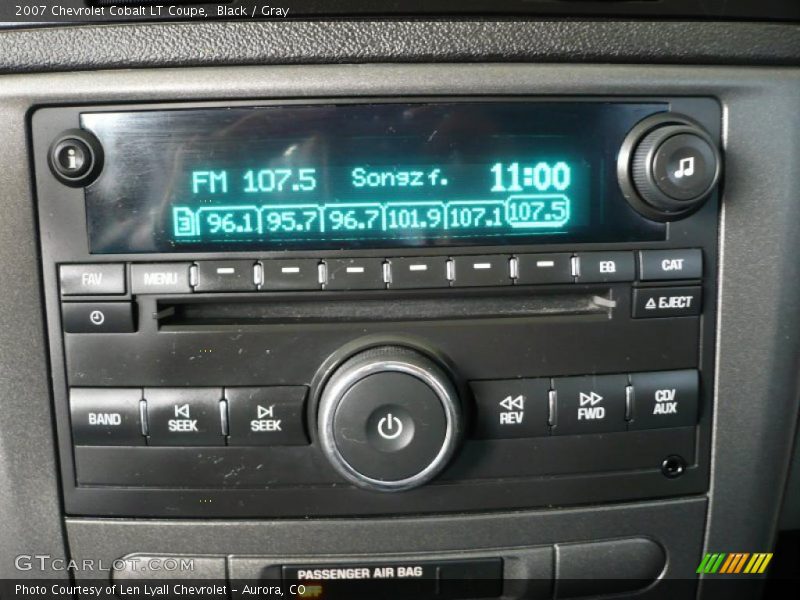 2007 Chevrolet Cobalt LT Coupe, Black / Gray
i
FM 107.5 Songz f. 11:00
3 96.1 95.7 96.7 101.9 107.1 107.5
FAV MENU EQ CAT
EJECT
BAND SEEK SEEK REV FWD CD/
AUX
GTCARLOT.COM
PASSENGER AIR BAG
Photo Courtesy of Len Lyall Chevrolet - Aurora, CO